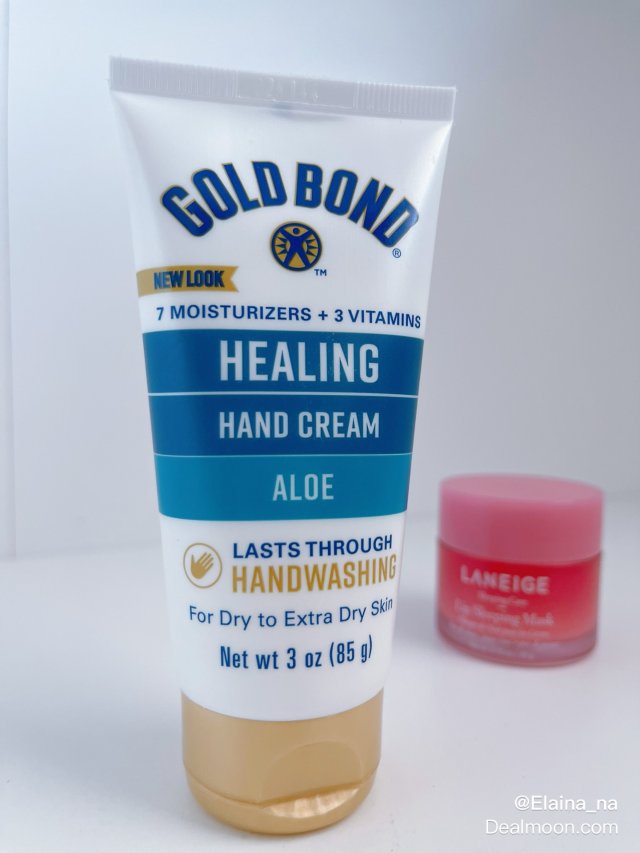 GOLD BOND®
TM
NEW LOOK
7 MOISTURIZERS + 3 VITAMINS
HEALING
HAND CREAM
ALOE
LASTS THROUGH
HANDWASHING
For Dry to Extra Dry Skin
Net wt 3 oz (85 g)
LANEIGE
Lip Sleeping Mask
@Elaina_na
Dealmoon.com